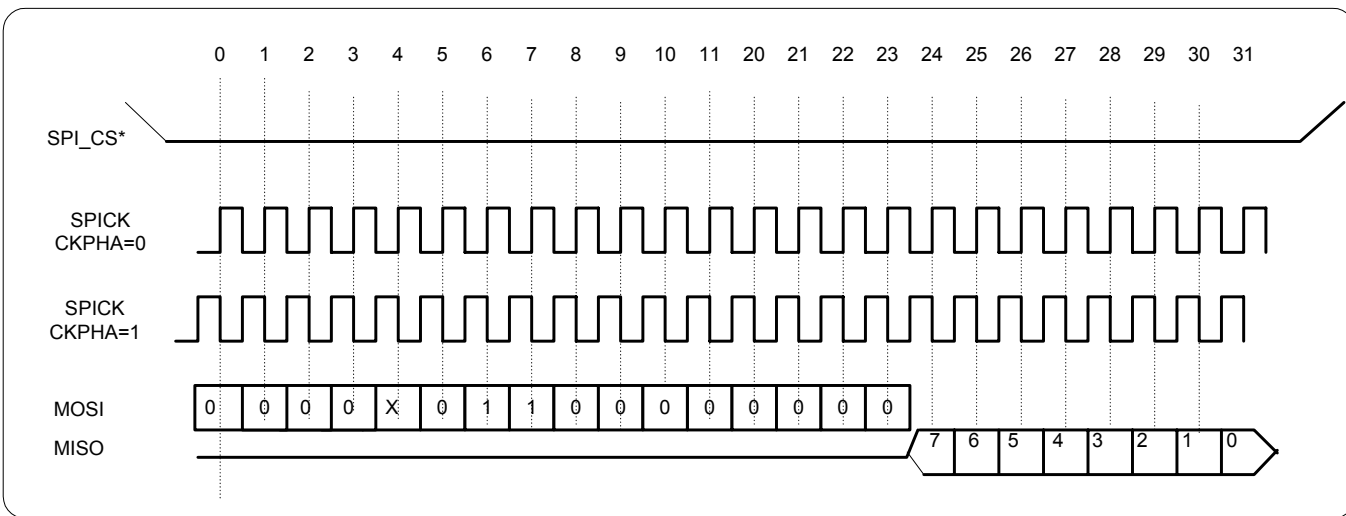 0 1 2 3 4 5 6 7 8 9 10 11 20 21 22 23 24 25 26 27 28 29 30 31
SPI_CS*
SPICK
CKPHA=0
SPICK
CKPHA=1
MOSI 0 0 0 0 X 0 1 1 0 0 0 0 0 0 0 0
MISO 7 6 5 4 3 2 1 0